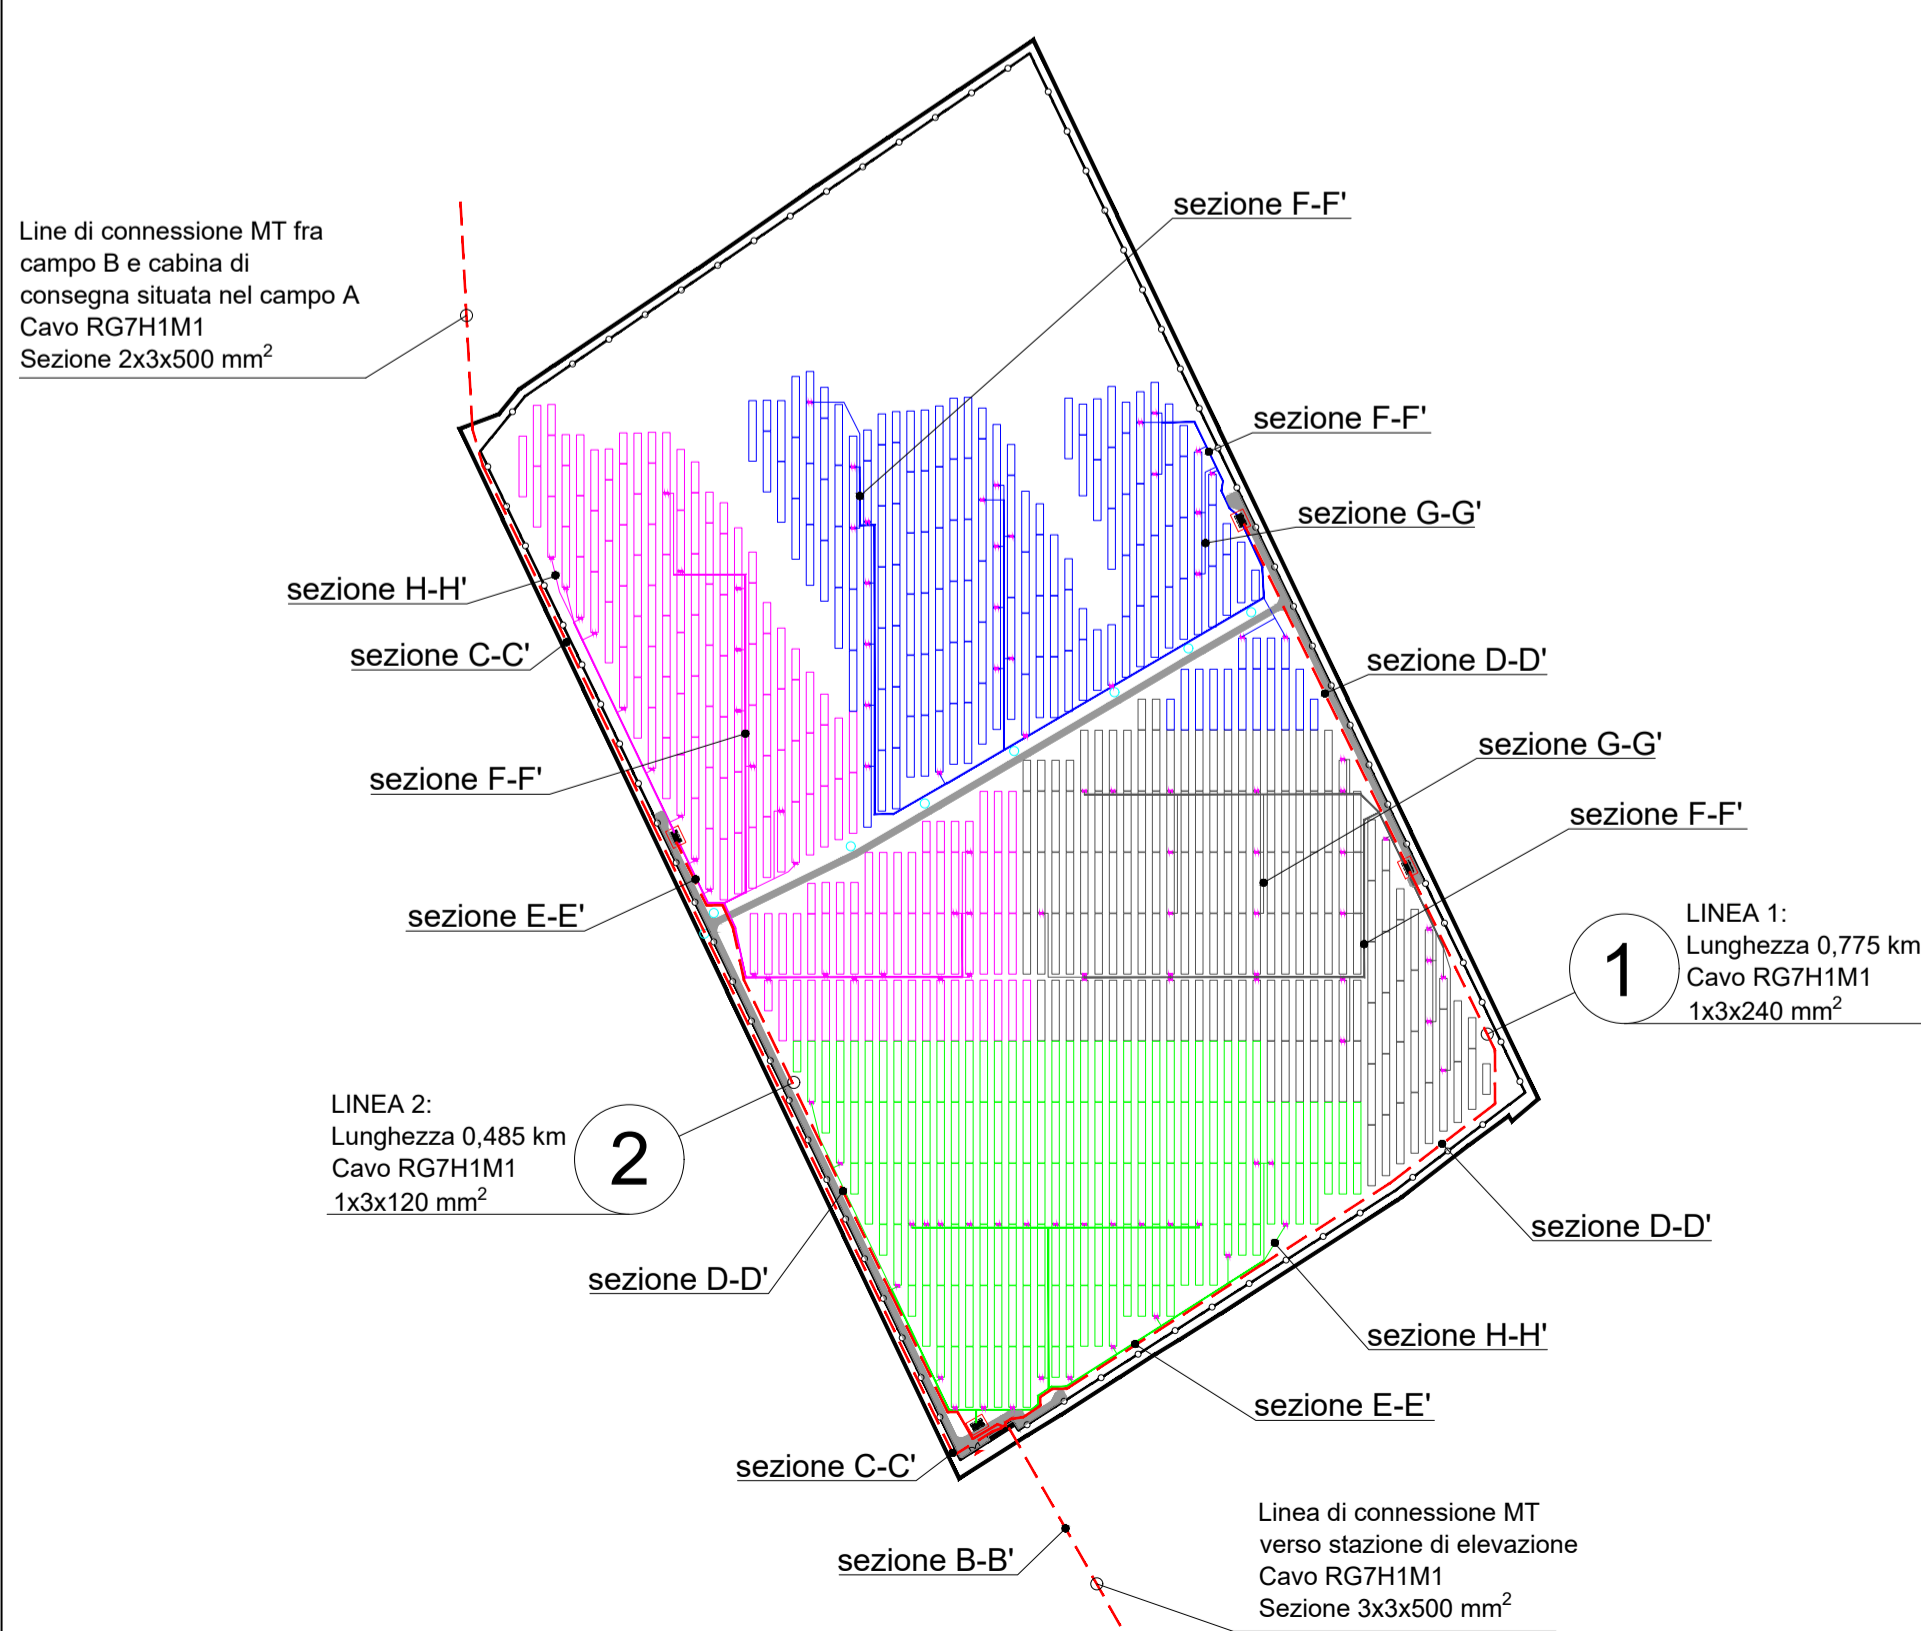 sezione F-F'
Line di connessione MT fra
campo B e cabina di
consegna situata nel campo A
Cavo RG7H1M1
Sezione 2x3x500 mm²
sezione F-F'
sezione G-G'
sezione H-H'
sezione C-C'
sezione D-D'
sezione G-G'
sezione F-F'
sezione F-F'
sezione E-E'
1
LINEA 1:
Lunghezza 0,775 km
Cavo RG7H1M1
1x3x240 mm²
LINEA 2:
Lunghezza 0,485 km
Cavo RG7H1M1
1x3x120 mm²
2
sezione D-D'
sezione D-D'
sezione H-H'
sezione E-E'
sezione C-C'
sezione B-B'
Linea di connessione MT
verso stazione di elevazione
Cavo RG7H1M1
Sezione 3x3x500 mm²